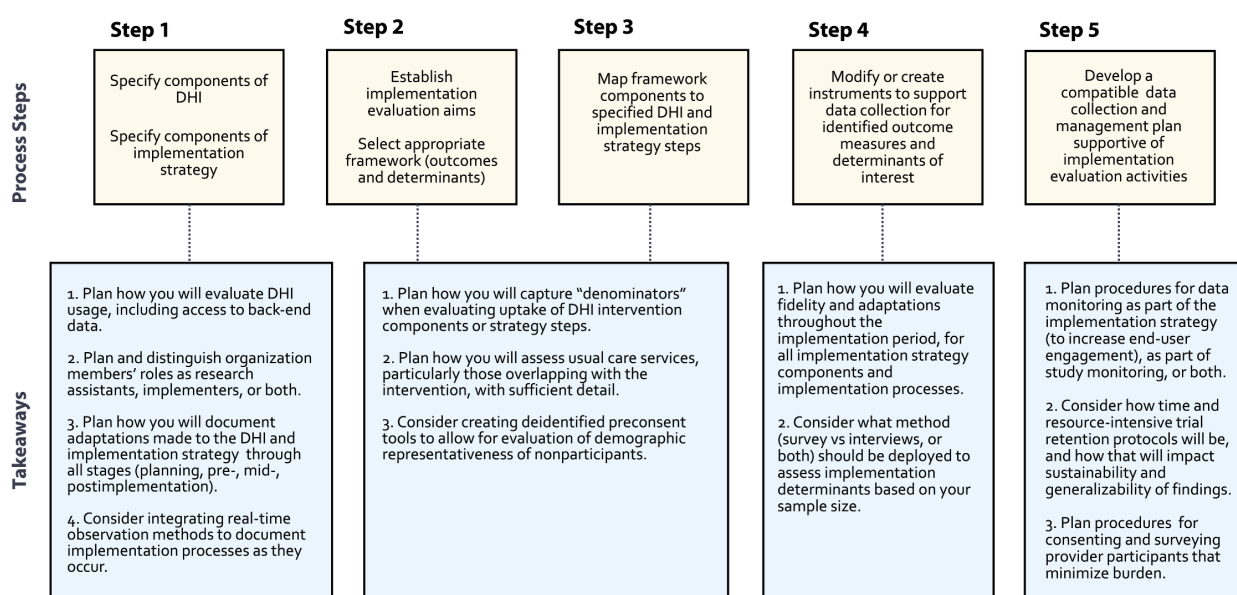 Step 1
Step 2
Step 3
Step 4
Step 5
Process Steps
Specify components of
DHI
Specify components of
implementation
strategy
Establish
implementation
evaluation aims
Select appropriate
framework (outcomes
and determinants)
Map framework
components to
specified DHI and
implementation
strategy steps
Modify or create
instruments to support
data collection for
identified outcome
measures and
determinants of
interest
Develop a
compatible data
collection and
management plan
supportive of
implementation
evaluation activities
Takeaways
1. Plan how you will evaluate DHI
usage, including access to back-end
data.
2. Plan and distinguish organization
members' roles as research
assistants, implementers, or both.
3. Plan how you will document
adaptations made to the DHI and
implementation strategy through
all stages (planning, pre-, mid-,
postimplementation).
4. Consider integrating real-time
observation methods to document
implementation processes as they
occur.
1. Plan how you will capture “denominators”
when evaluating uptake of DHI intervention
components or strategy steps.
2. Plan how you will assess usual care services,
particularly those overlapping with the
intervention, with sufficient detail.
3. Consider creating deidentified preconsent
tools to allow for evaluation of demographic
representativeness of nonparticipants.
1. Plan how you will evaluate
fidelity and adaptations
throughout the
implementation period, for
all implementation strategy
components and
implementation processes.
2. Consider what method
(survey vs interviews, or
both) should be deployed to
assess implementation
determinants based on your
sample size.
1. Plan procedures for data
monitoring as part of the
implementation strategy
(to increase end-user
engagement), as part of
study monitoring, or both.
2. Consider how time and
resource-intensive trial
retention protocols will be,
and how that will impact
sustainability and
generalizability of findings.
3. Plan procedures for
consenting and surveying
provider participants that
minimize burden.